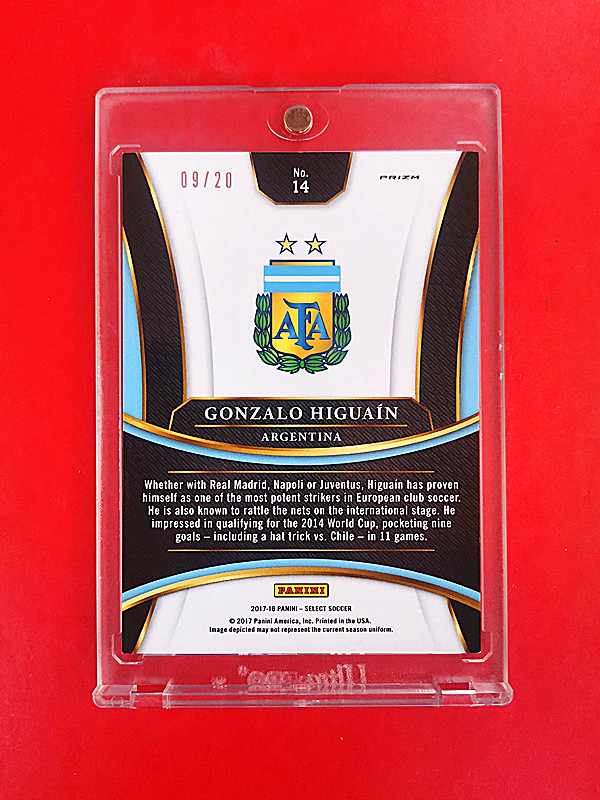 09/20
No.
14
PRIZM
AFA
GONZALO HIGUAÍN
ARGENTINA
Whether with Real Madrid, Napoli or Juventus, Higuaín has proven
himself as one of the most potent strikers in European club soccer.
He is also known to rattle the nets on the international stage. He
impressed in qualifying for the 2014 World Cup, pocketing nine
goals – including a hat trick vs. Chile – in 11 games.
PANINI
2017-18 PANINI – SELECT SOCCER
© 2017 Panini America, Inc. Printed in the USA.
Image depicted may not represent the current season uniform.